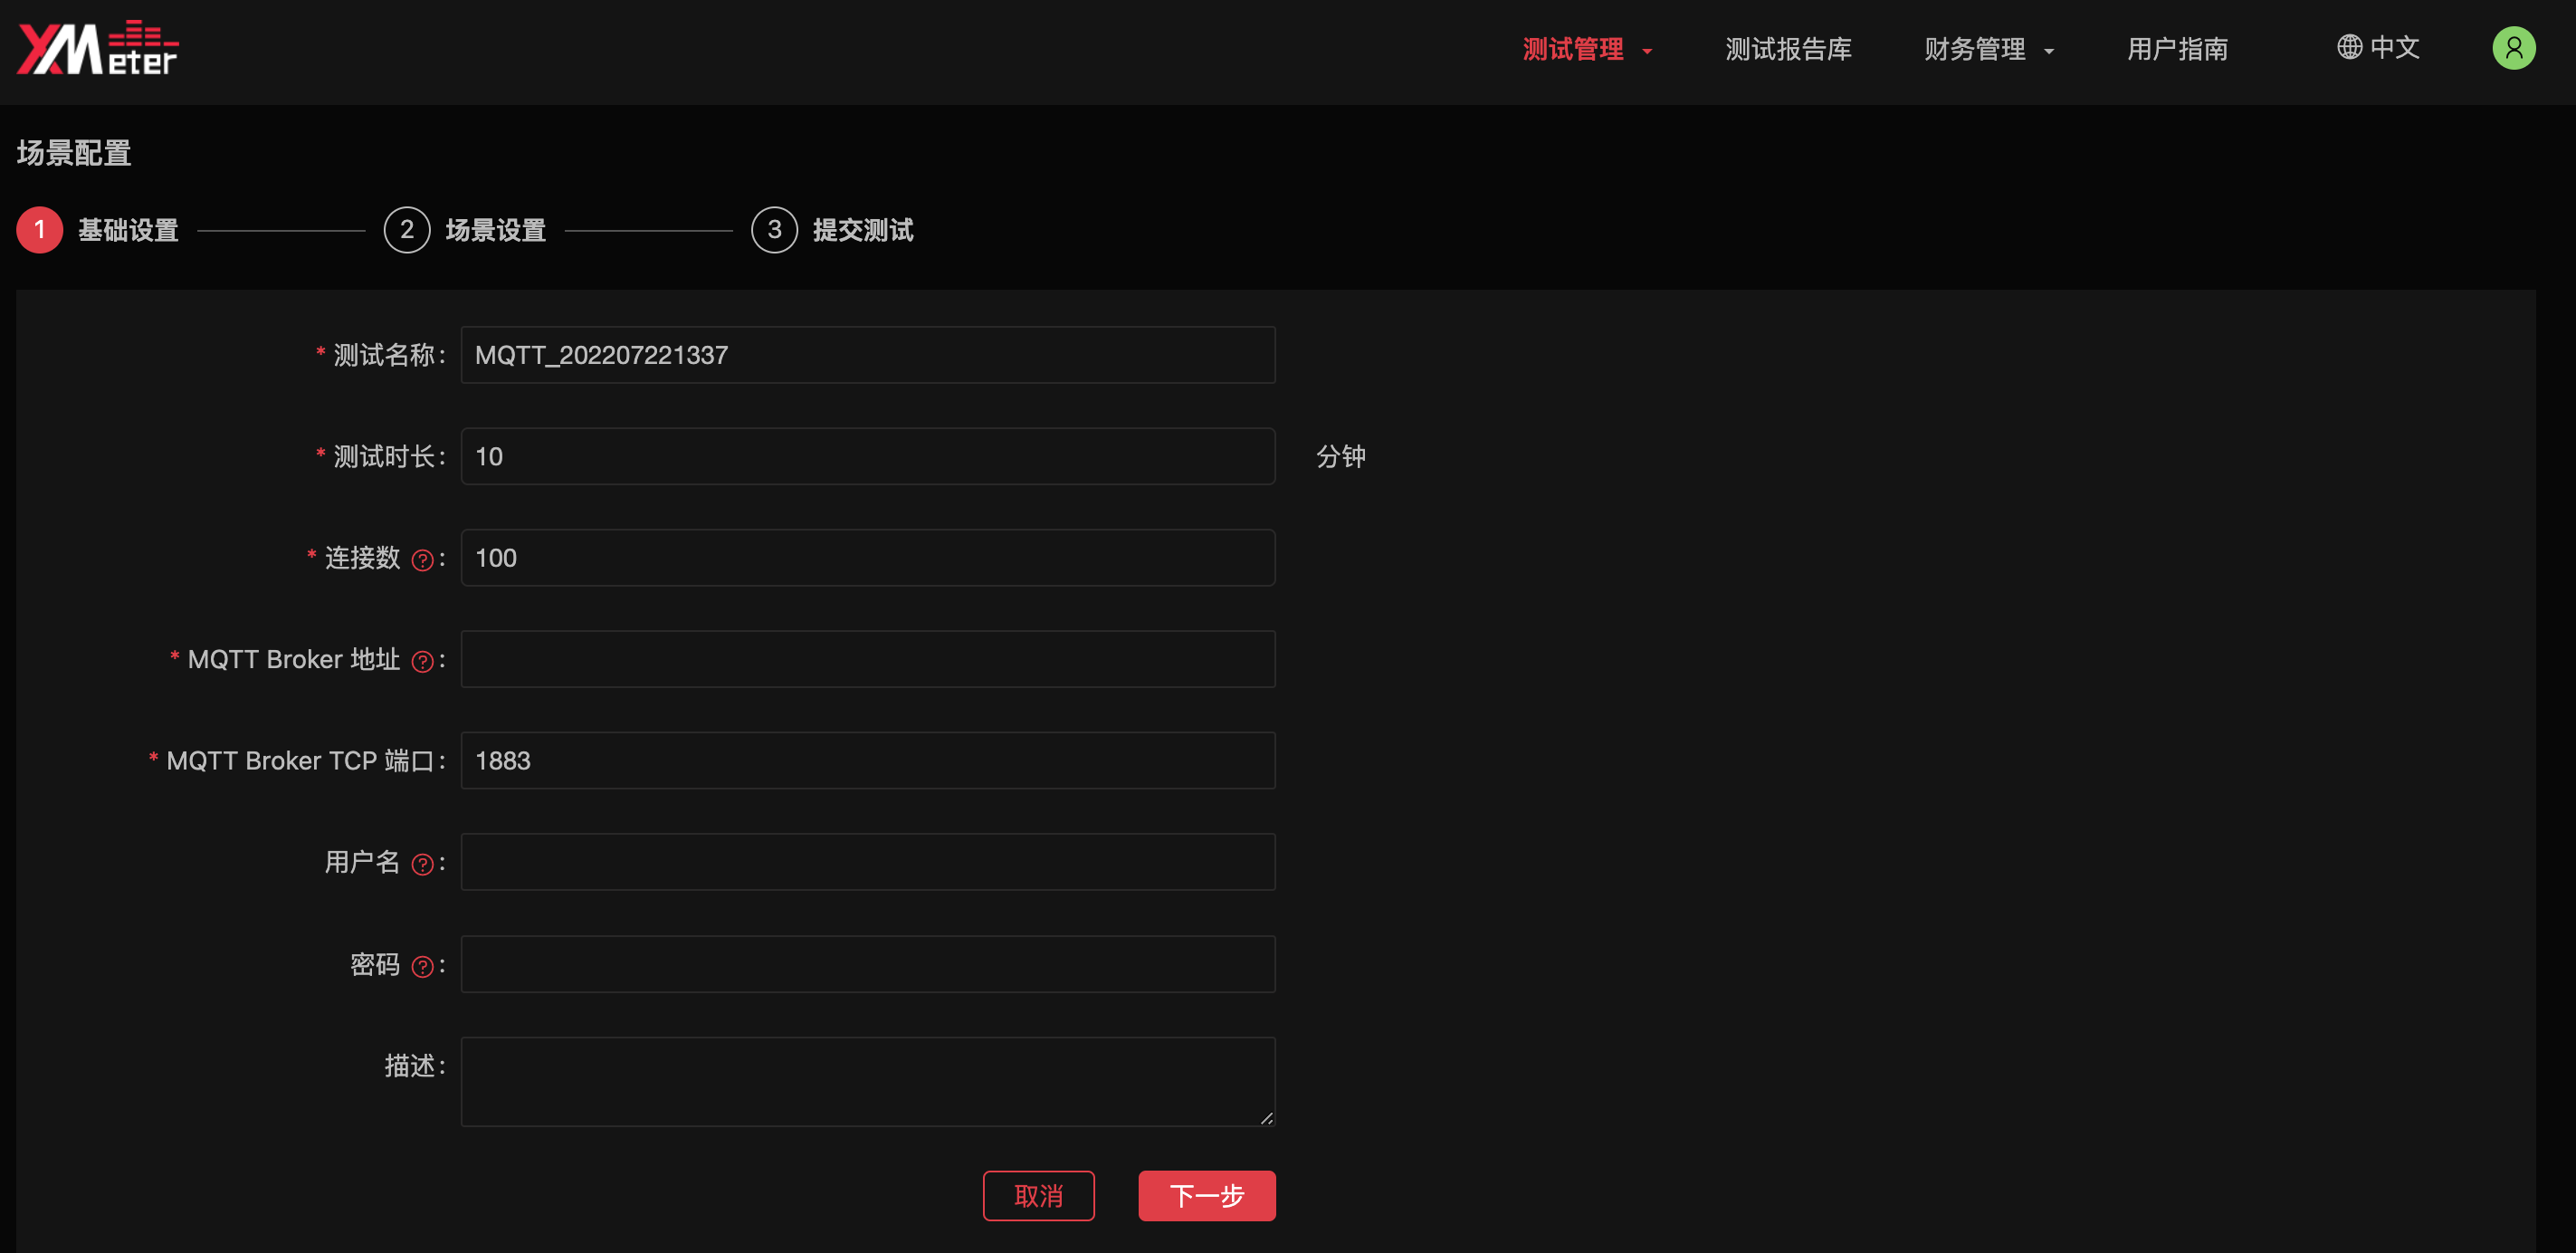 XMeter
测试管理 测试报告库 财务管理 用户指南 中文
场景配置
1 基础设置 2 场景设置 3 提交测试
* 测试名称: MQTT_202207221337
* 测试时长: 10 分钟
* 连接数 ? : 100
* MQTT Broker 地址 ? :
* MQTT Broker TCP 端口: 1883
用户名 ? :
密码 ? :
描述:
取消 下一步